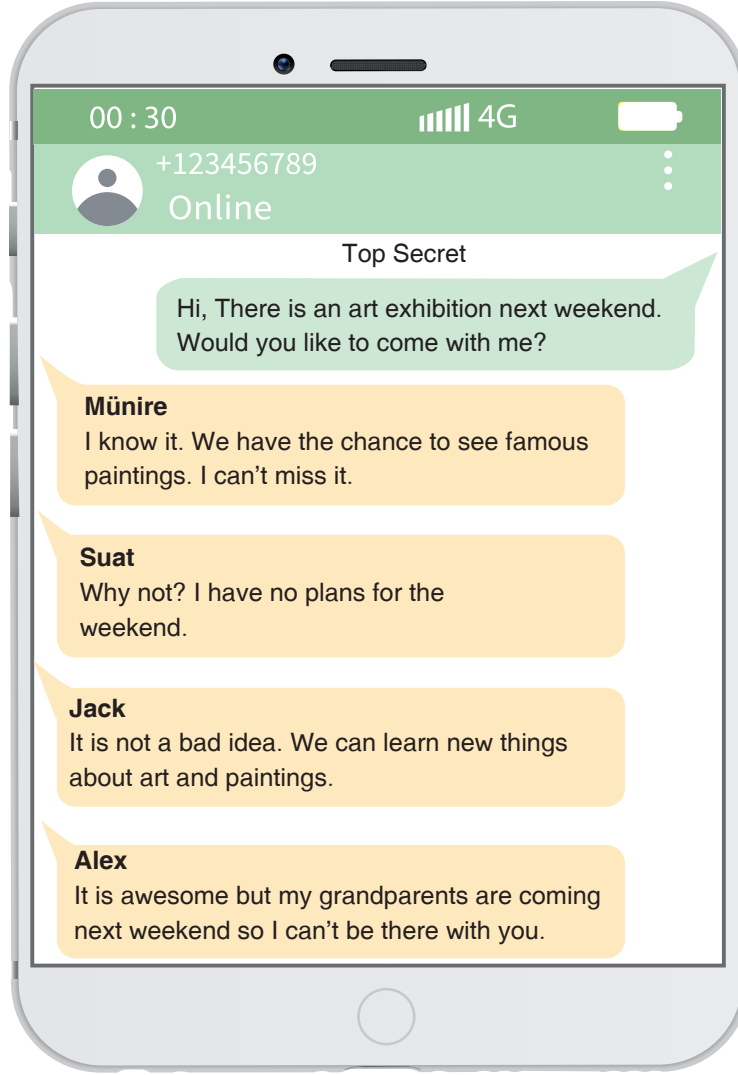 00 : 30 4G
+123456789
Online
Top Secret
Hi, There is an art exhibition next weekend.
Would you like to come with me?
Münire
I know it. We have the chance to see famous
paintings. I can’t miss it.
Suat
Why not? I have no plans for the
weekend.
Jack
It is not a bad idea. We can learn new things
about art and paintings.
Alex
It is awesome but my grandparents are coming
next weekend so I can’t be there with you.